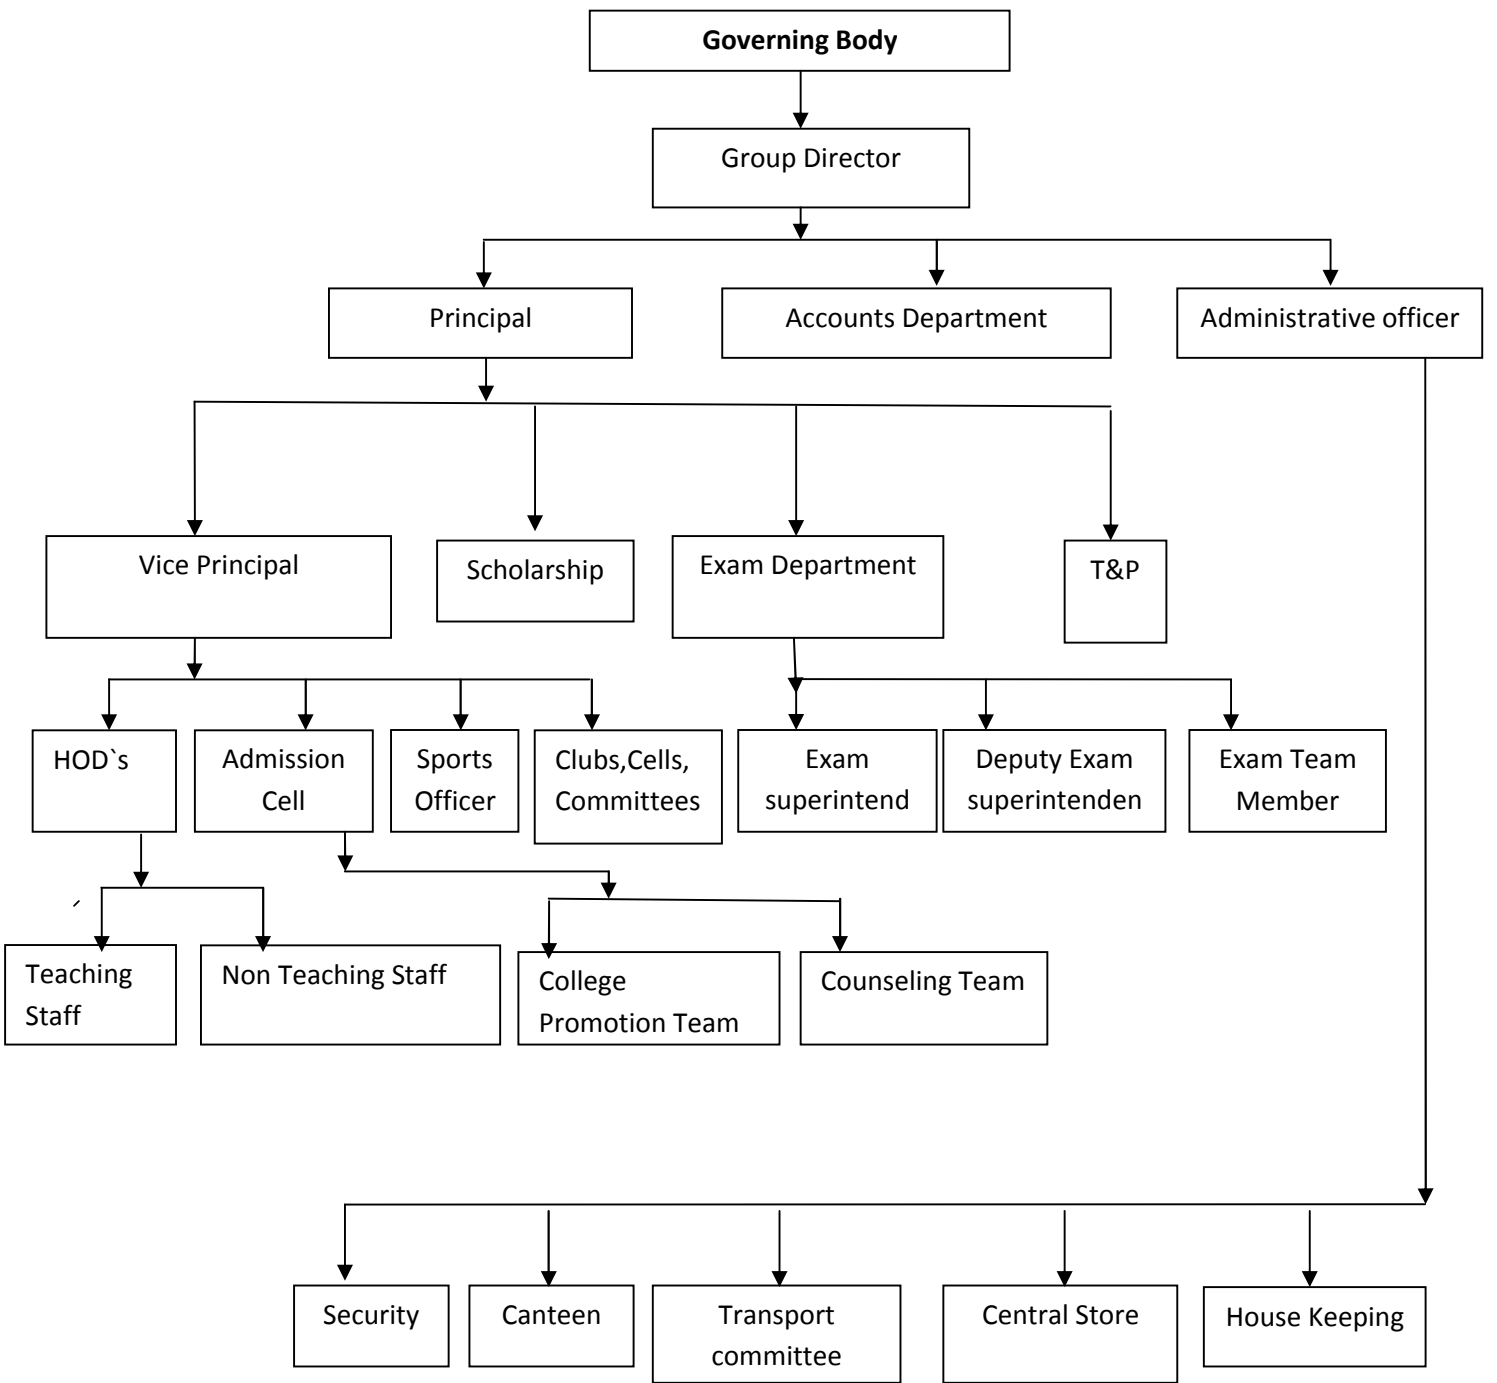 Governing Body
Group Director
Principal
Accounts Department
Administrative officer
Vice Principal
Scholarship
Exam Department
T&P
HOD`s
Admission
Cell
Sports
Officer
Clubs,Cells,
Committees
Exam
superintend
Deputy Exam
superintenden
Exam Team
Member
Teaching
Staff
Non Teaching Staff
College
Promotion Team
Counseling Team
Security
Canteen
Transport
committee
Central Store
House Keeping